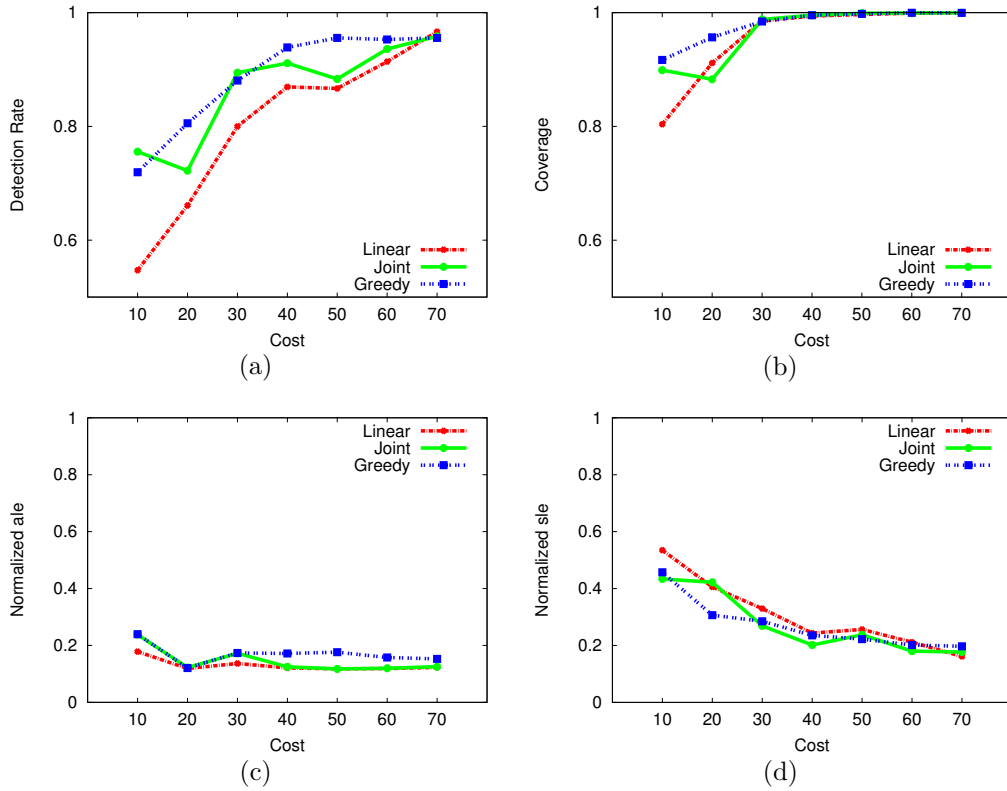 1
0.8
0.6
Detection Rate
Linear
Joint
Greedy
10 20 30 40 50 60 70
Cost
(a)
1
0.8
0.6
Coverage
Linear
Joint
Greedy
10 20 30 40 50 60 70
Cost
(b)
1
0.8
0.6
0.4
0.2
0
Normalized ale
Linear
Joint
Greedy
10 20 30 40 50 60 70
Cost
(c)
1
0.8
0.6
0.4
0.2
0
Normalized sle
Linear
Joint
Greedy
10 20 30 40 50 60 70
Cost
(d)